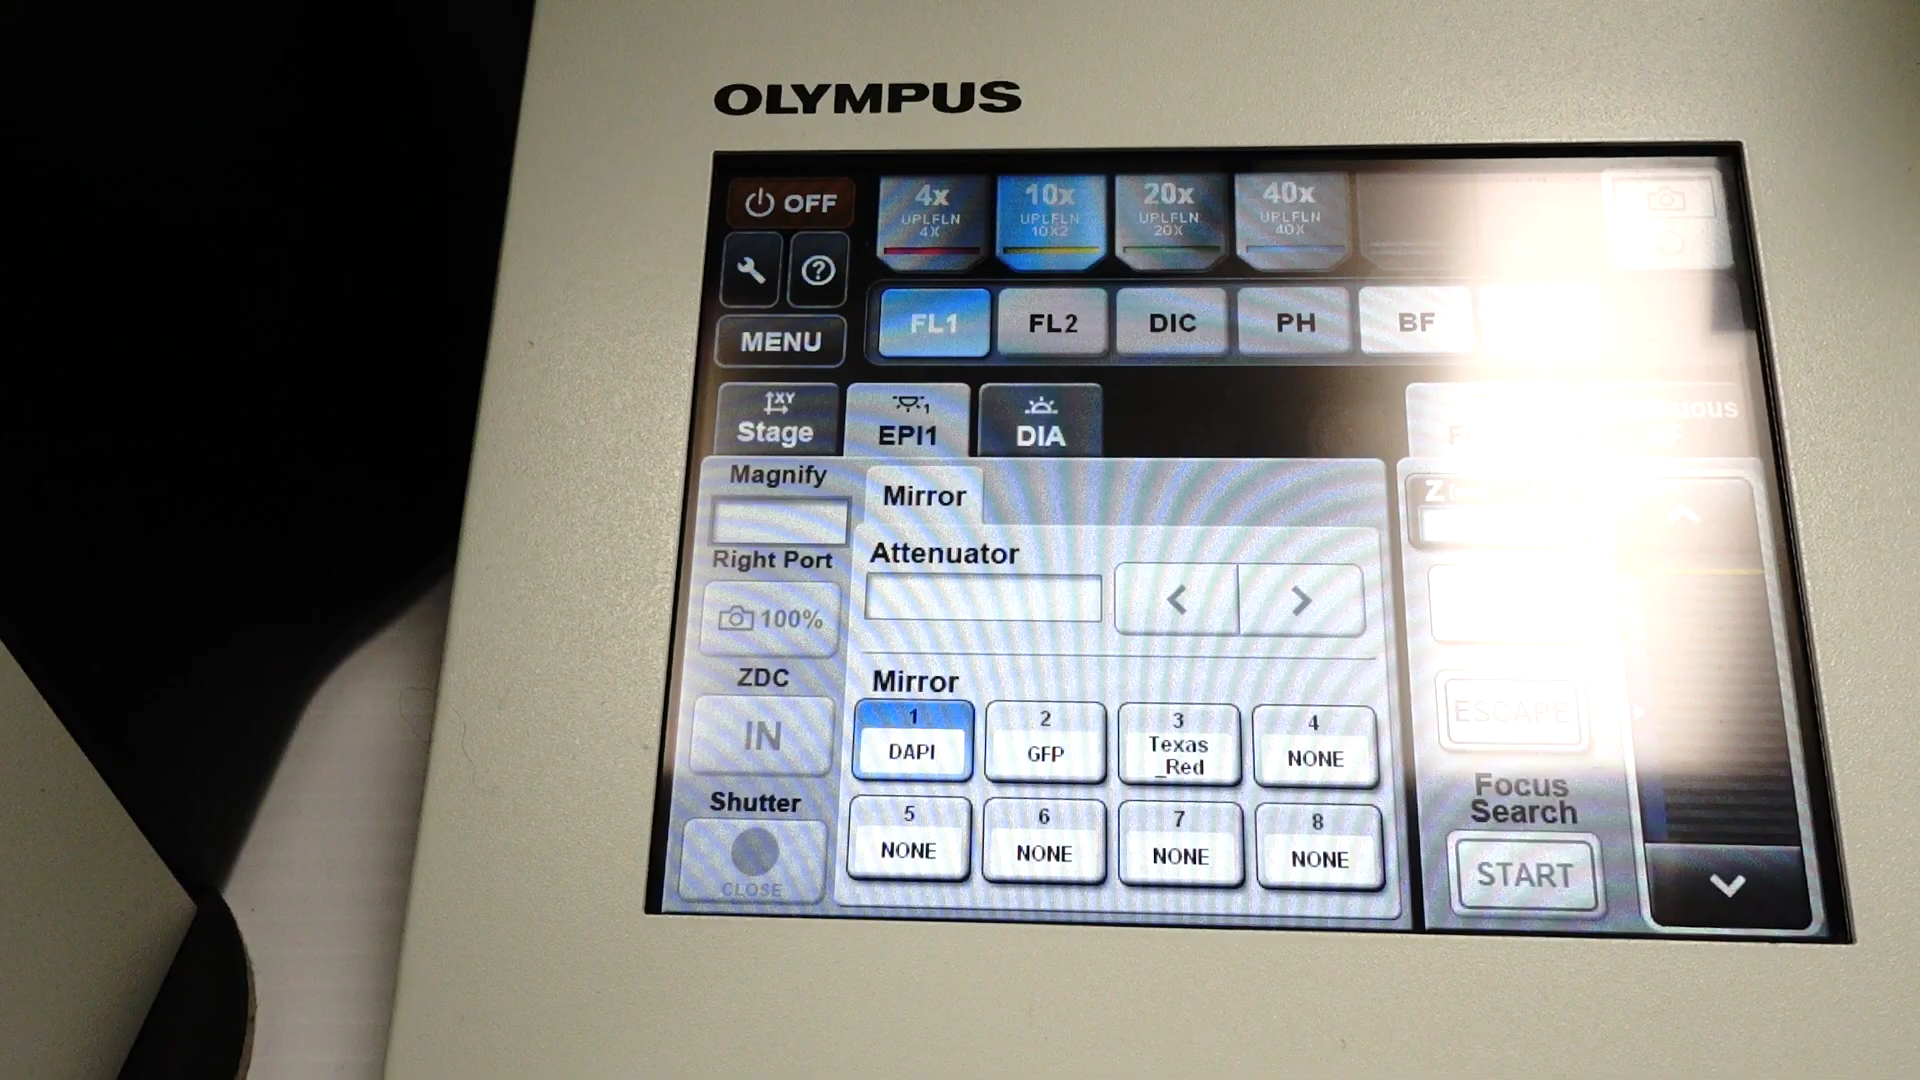 OLYMPUS
OFF
4x
UPLFLN
4X
10x
UPLFLN
10X2
20x
UPLFLN
20X
40x
UPLFLN
40X
MENU
FL1
FL2
DIC
PH
BF
XY
Stage
1
EPI1
DIA
Magnify
Mirror
Right Port
Attenuator
100%
< >
ZDC
IN
Mirror
1
DAPI
2
GFP
3
Texas
_Red
4
NONE
5
NONE
6
NONE
7
NONE
8
NONE
Shutter
CLOSE
Z
ESCAPE
Focus
Search
START